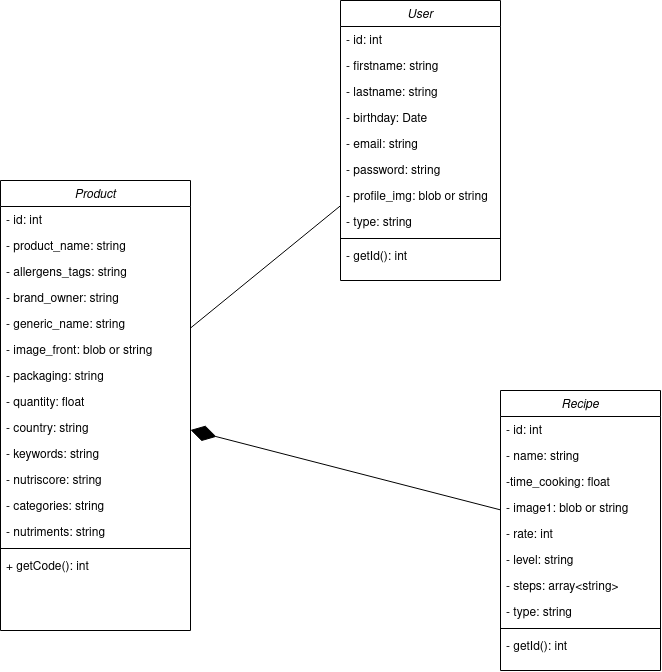 User
- id: int
- firstname: string
- lastname: string
- birthday: Date
- email: string
- password: string
- profile_img: blob or string
- type: string
- getId(): int
Product
- id: int
- product_name: string
- allergens_tags: string
- brand_owner: string
- generic_name: string
- image_front: blob or string
- packaging: string
- quantity: float
- country: string
- keywords: string
- nutriscore: string
- categories: string
- nutriments: string
+ getCode(): int
Recipe
- id: int
- name: string
-time_cooking: float
- image1: blob or string
- rate: int
- level: string
- steps: array<string>
- type: string
- getId(): int